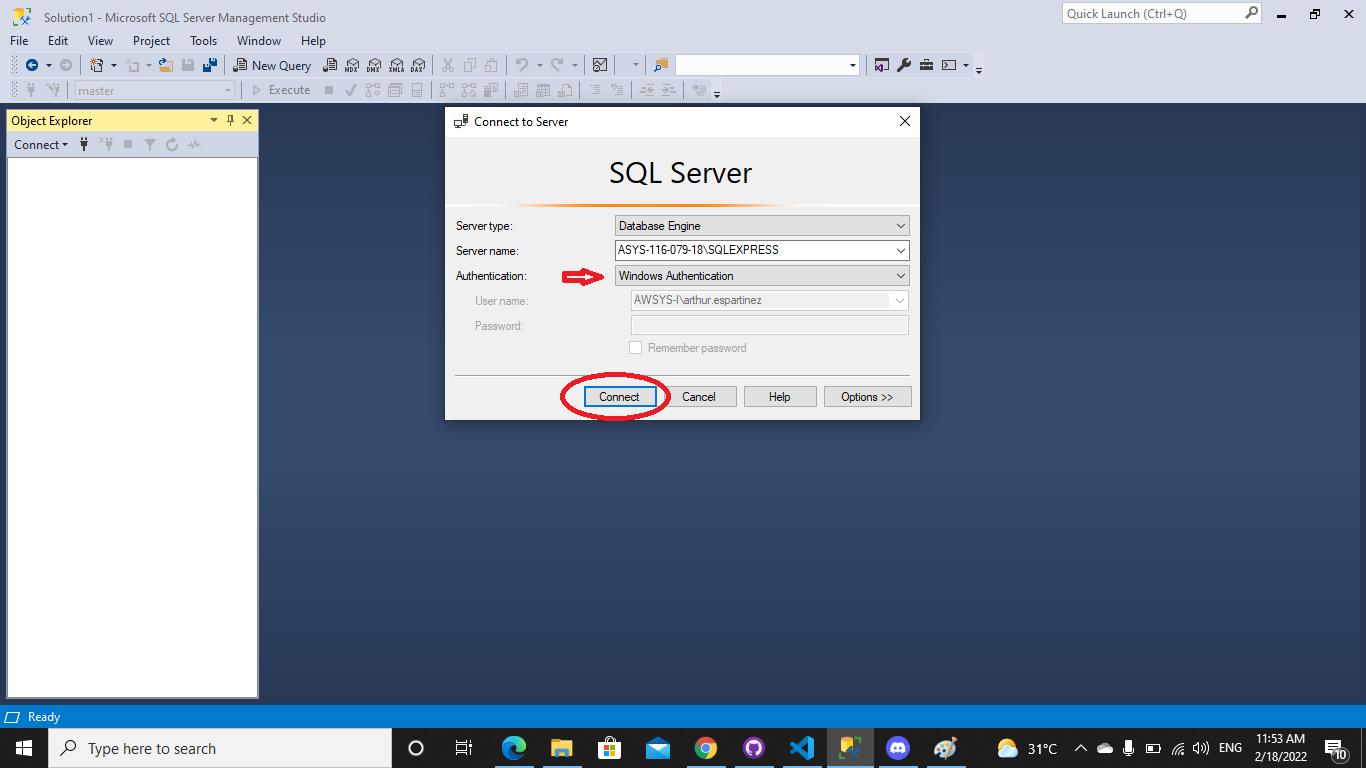 Solution1 - Microsoft SQL Server Management Studio
Quick Launch (Ctrl+Q)
File Edit View Project Tools Window Help
New Query MDX DMX XMLA DAX
master Execute
Object Explorer
Connect
Connect to Server
SQL Server
Server type: Database Engine
Server name: ASYS-116-079-18\SQLEXPRESS
Authentication: Windows Authentication
User name: AWSYS-I\arthur.espartinez
Password:
Remember password
Connect Cancel Help Options >>
Ready
Type here to search
31°C
ENG
11:53 AM
2/18/2022
10